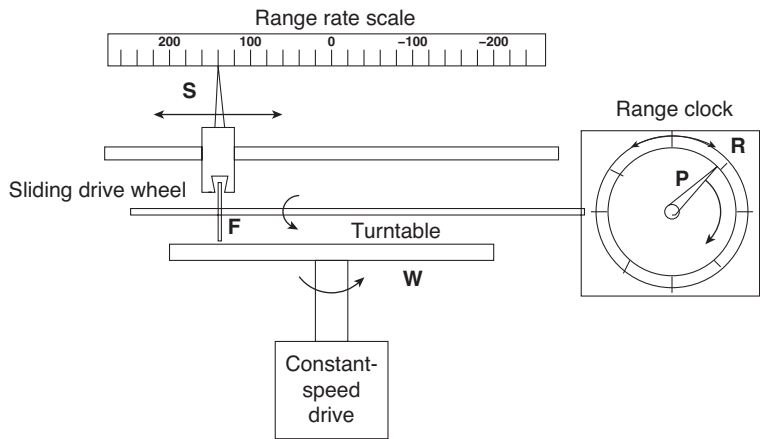 Range rate scale
200 100 0 −100 −200
S
Range clock
R
P
Sliding drive wheel
F
Turntable
W
Constant-
speed
drive